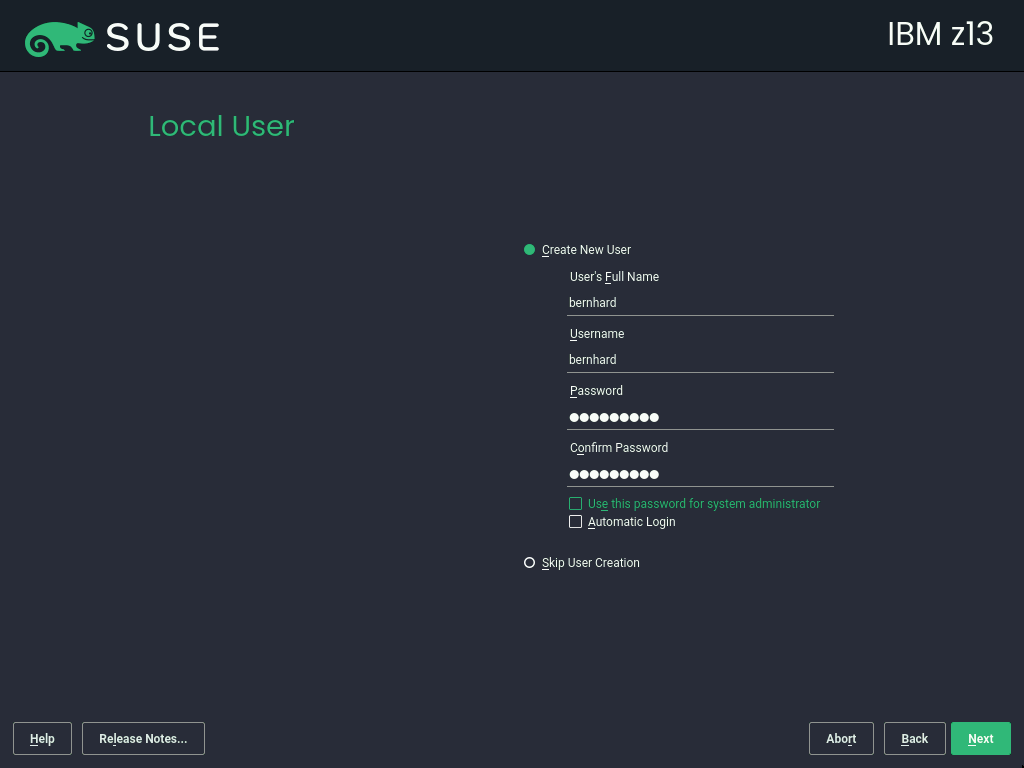 SUSE
IBM z13
Local User
Create New User
User's Full Name
bernhard
Username
bernhard
Password
●●●●●●●●●
Confirm Password
●●●●●●●●●
Use this password for system administrator
Automatic Login
Skip User Creation
Help
Release Notes...
Abort
Back
Next